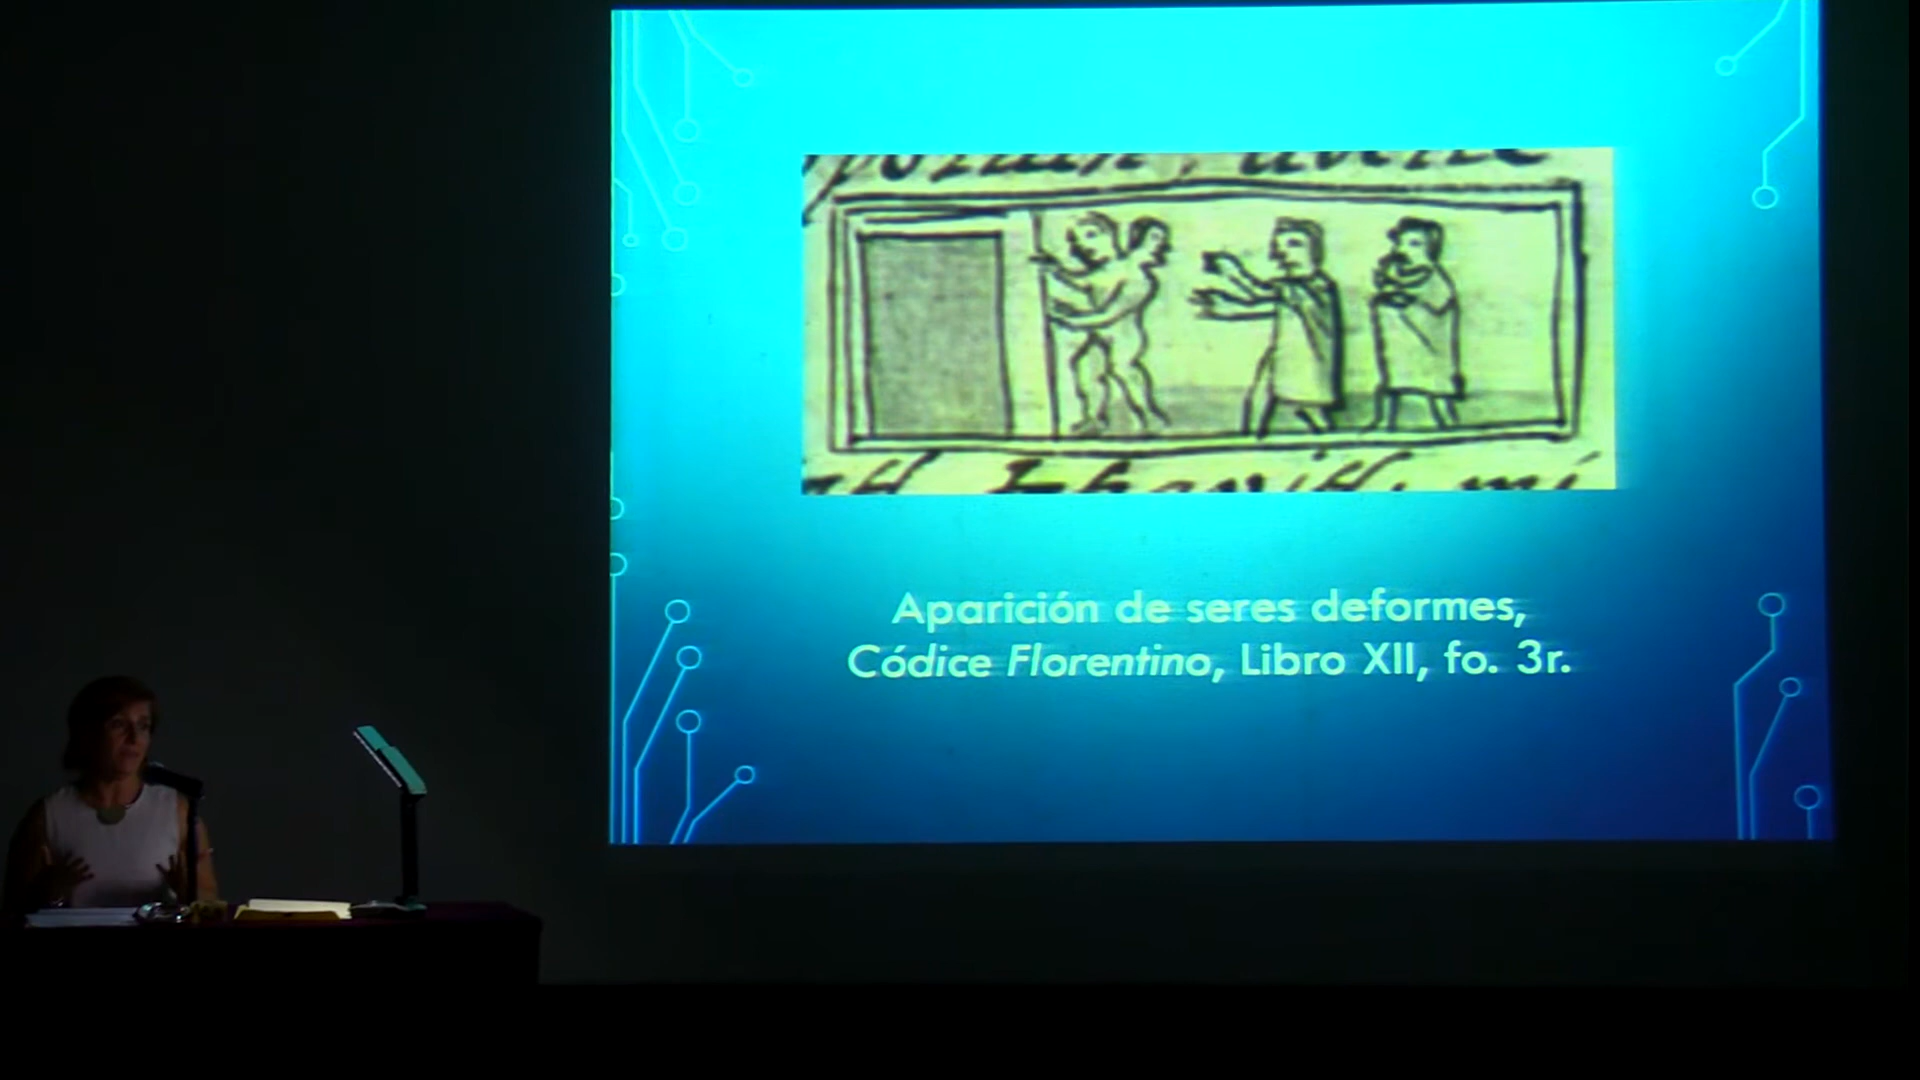 Aparición de seres deformes,
Códice Florentino, Libro XII, fo. 3r.